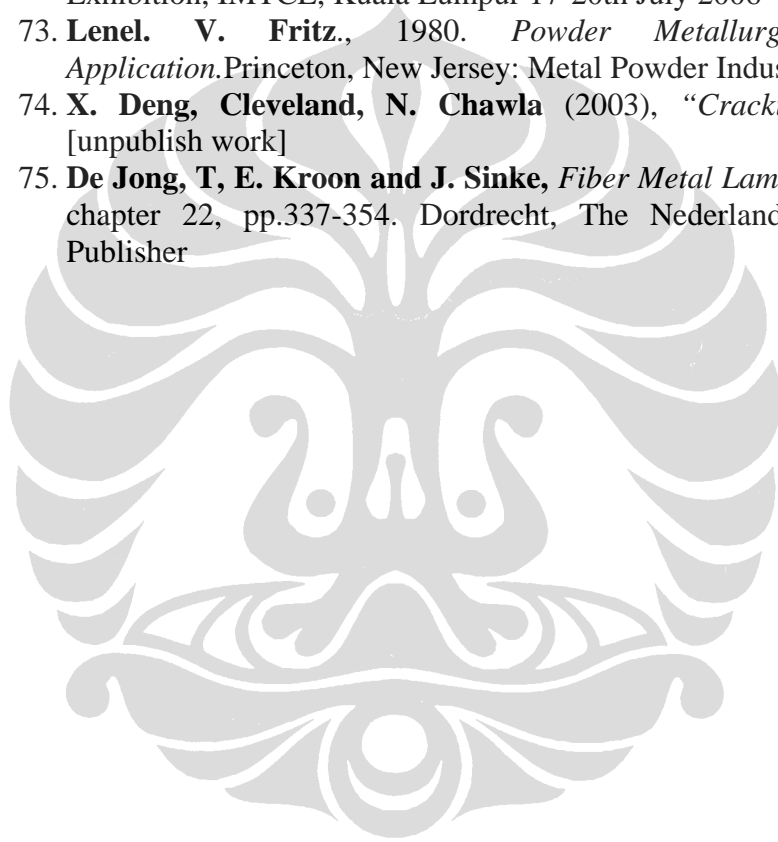 Exhibition, IMTCE, Kuala Lumpur 17-20th July 2006
73. Lenel. V. Fritz., 1980. Powder Metallurg
Application.Princeton, New Jersey: Metal Powder Indus
74. X. Deng, Cleveland, N. Chawla (2003), “Cracki
[unpublish work]
75. De Jong, T, E. Kroon and J. Sinke, Fiber Metal Lam
chapter 22, pp.337-354. Dordrecht, The Nederland
Publisher